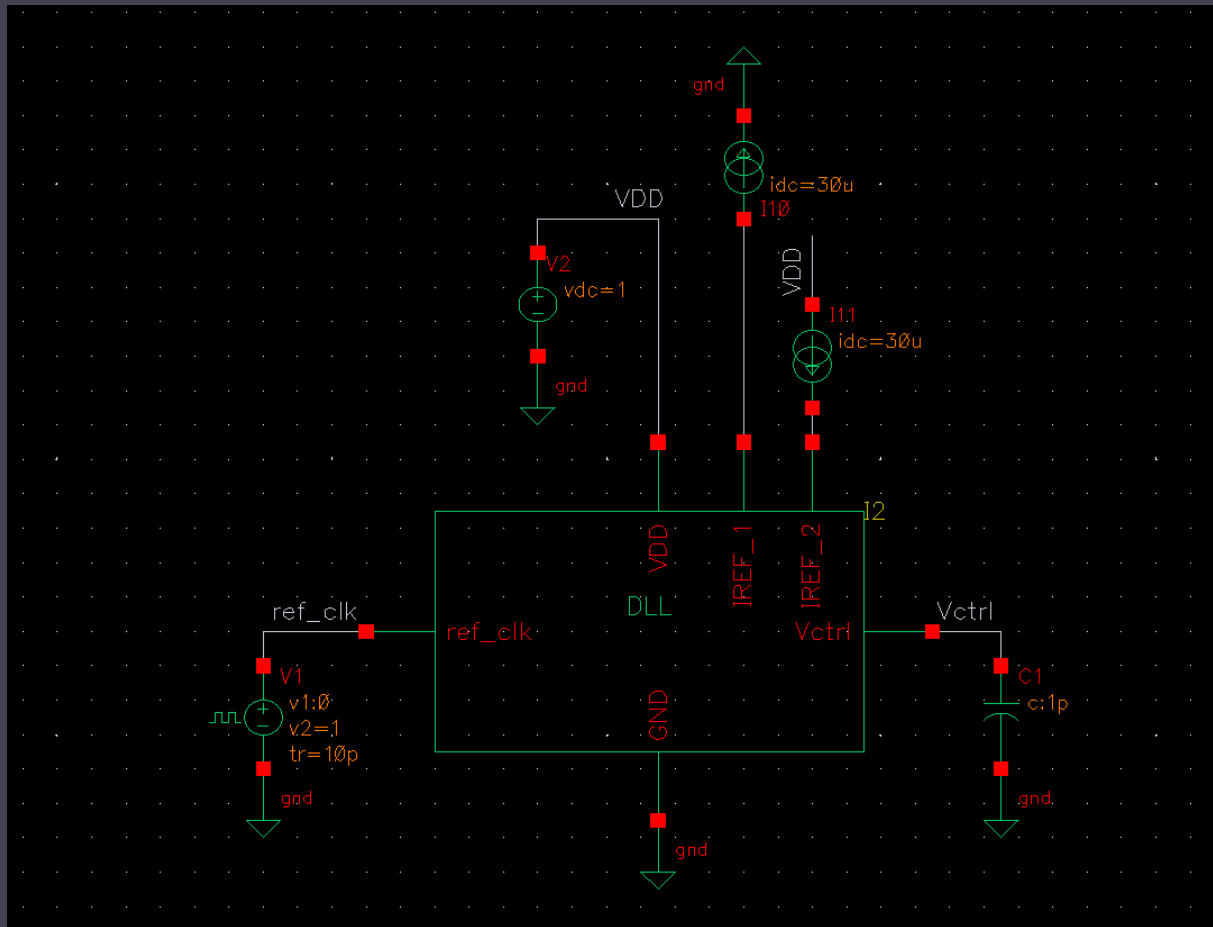 gnd
idc=30u
I10
VDD
V2
vdc=1
gnd
VDD
I11
idc=30u
I2
VDD
IREF_1
IREF_2
DLL
ref_clk
ref_clk
Vctrl
Vctrl
GND
V1
v1:0
v2=1
tr=10p
gnd
C1
c:1p
gnd
gnd